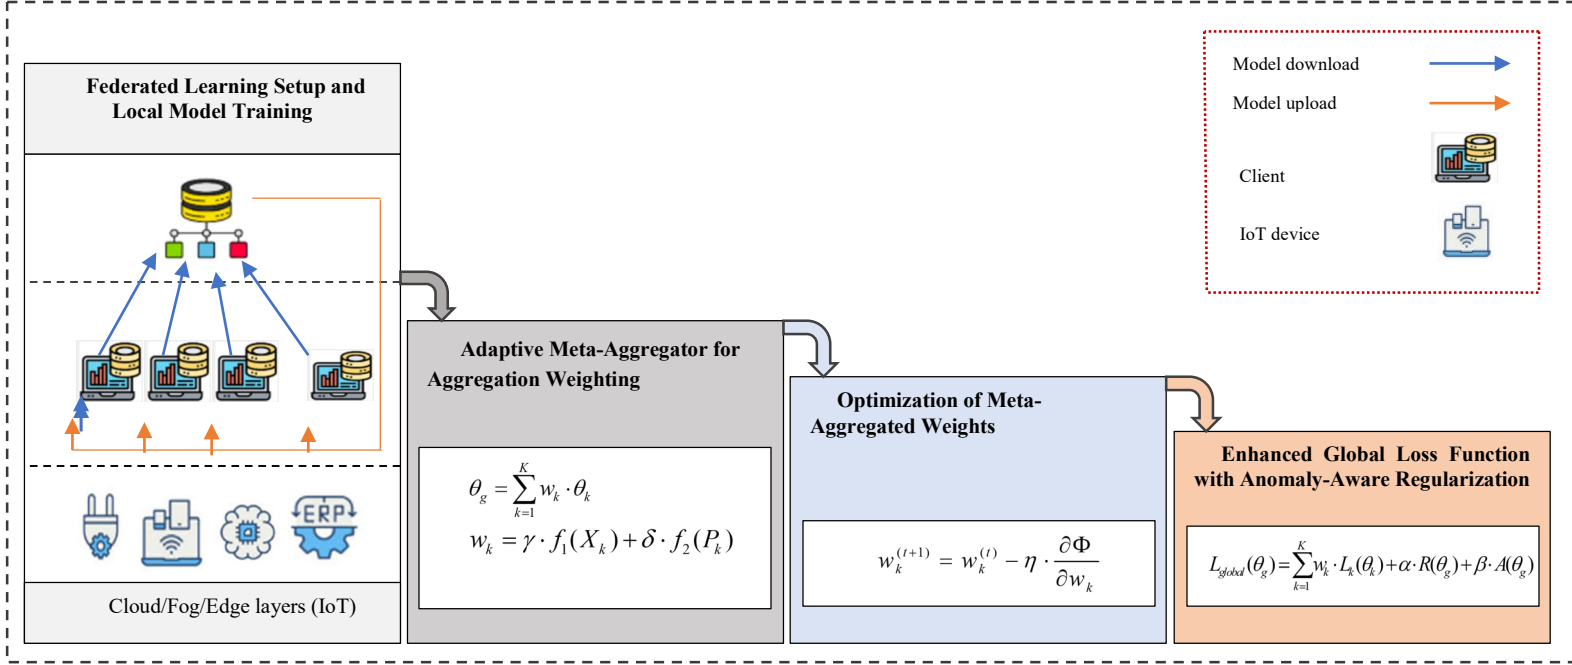 Federated Learning Setup and
Local Model Training
ERP
Cloud/Fog/Edge layers (IoT)
Adaptive Meta-Aggregator for
Aggregation Weighting
θ_g = ∑_{k=1}^{K} w_k · θ_k
w_k = γ · f_1(X_k) + δ · f_2(P_k)
Optimization of Meta-
Aggregated Weights
w_k^{(t+1)} = w_k^{(t)} − η · ∂Φ/∂w_k
Enhanced Global Loss Function
with Anomaly-Aware Regularization
L_{global}(θ_g) = ∑_{k=1}^{K} w_k · L_k(θ_k) + α · R(θ_g) + β · A(θ_g)
Model download
Model upload
Client
IoT device